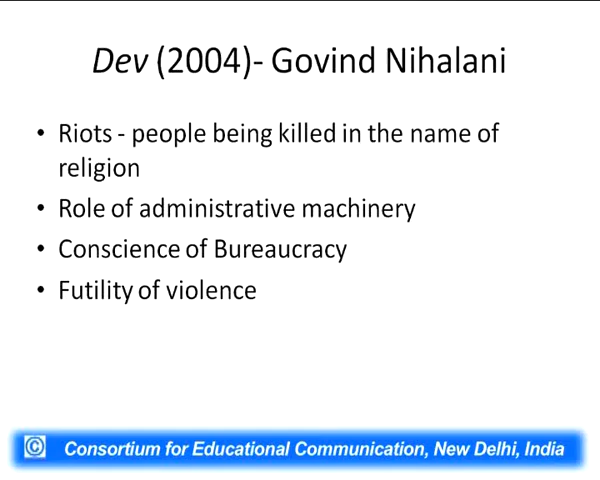 Dev (2004)- Govind Nihalani
• Riots - people being killed in the name of
religion
• Role of administrative machinery
• Conscience of Bureaucracy
• Futility of violence
© Consortium for Educational Communication, New Delhi, India